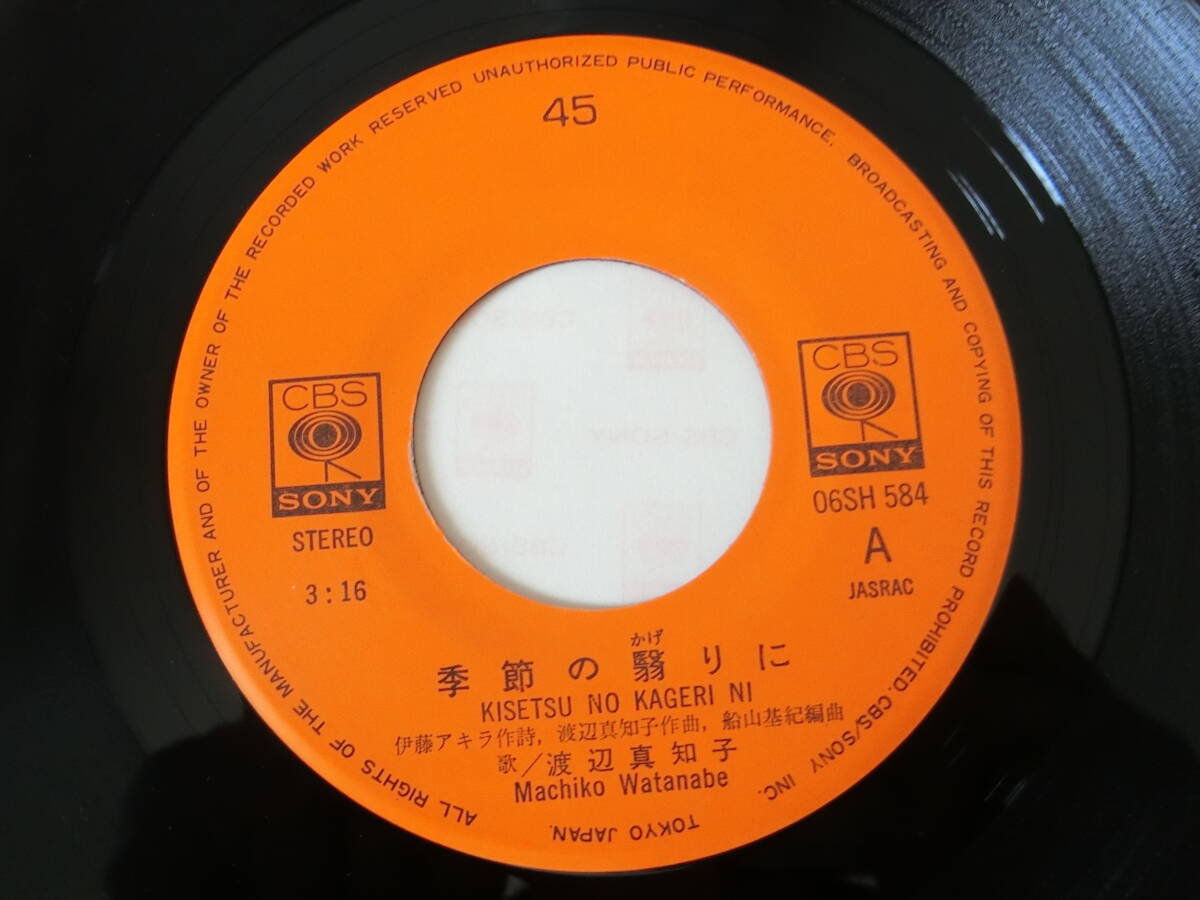 ALL RIGHTS OF THE MANUFACTURER AND OF THE OWNER OF THE RECORDED WORK RESERVED UNAUTHORIZED PUBLIC PERFORMANCE, BROADCASTING AND COPYING OF THIS RECORD PROHIBITED. CBS/SONY INC. TOKYO JAPAN.
45
CBS
SONY
STEREO
3:16
CBS
SONY
06SH 584
A
JASRAC
かげ
季節の翳りに
KISETSU NO KAGERI NI
伊藤アキラ作詩, 渡辺真知子作曲, 船山基紀編曲
歌/渡辺真知子
Machiko Watanabe